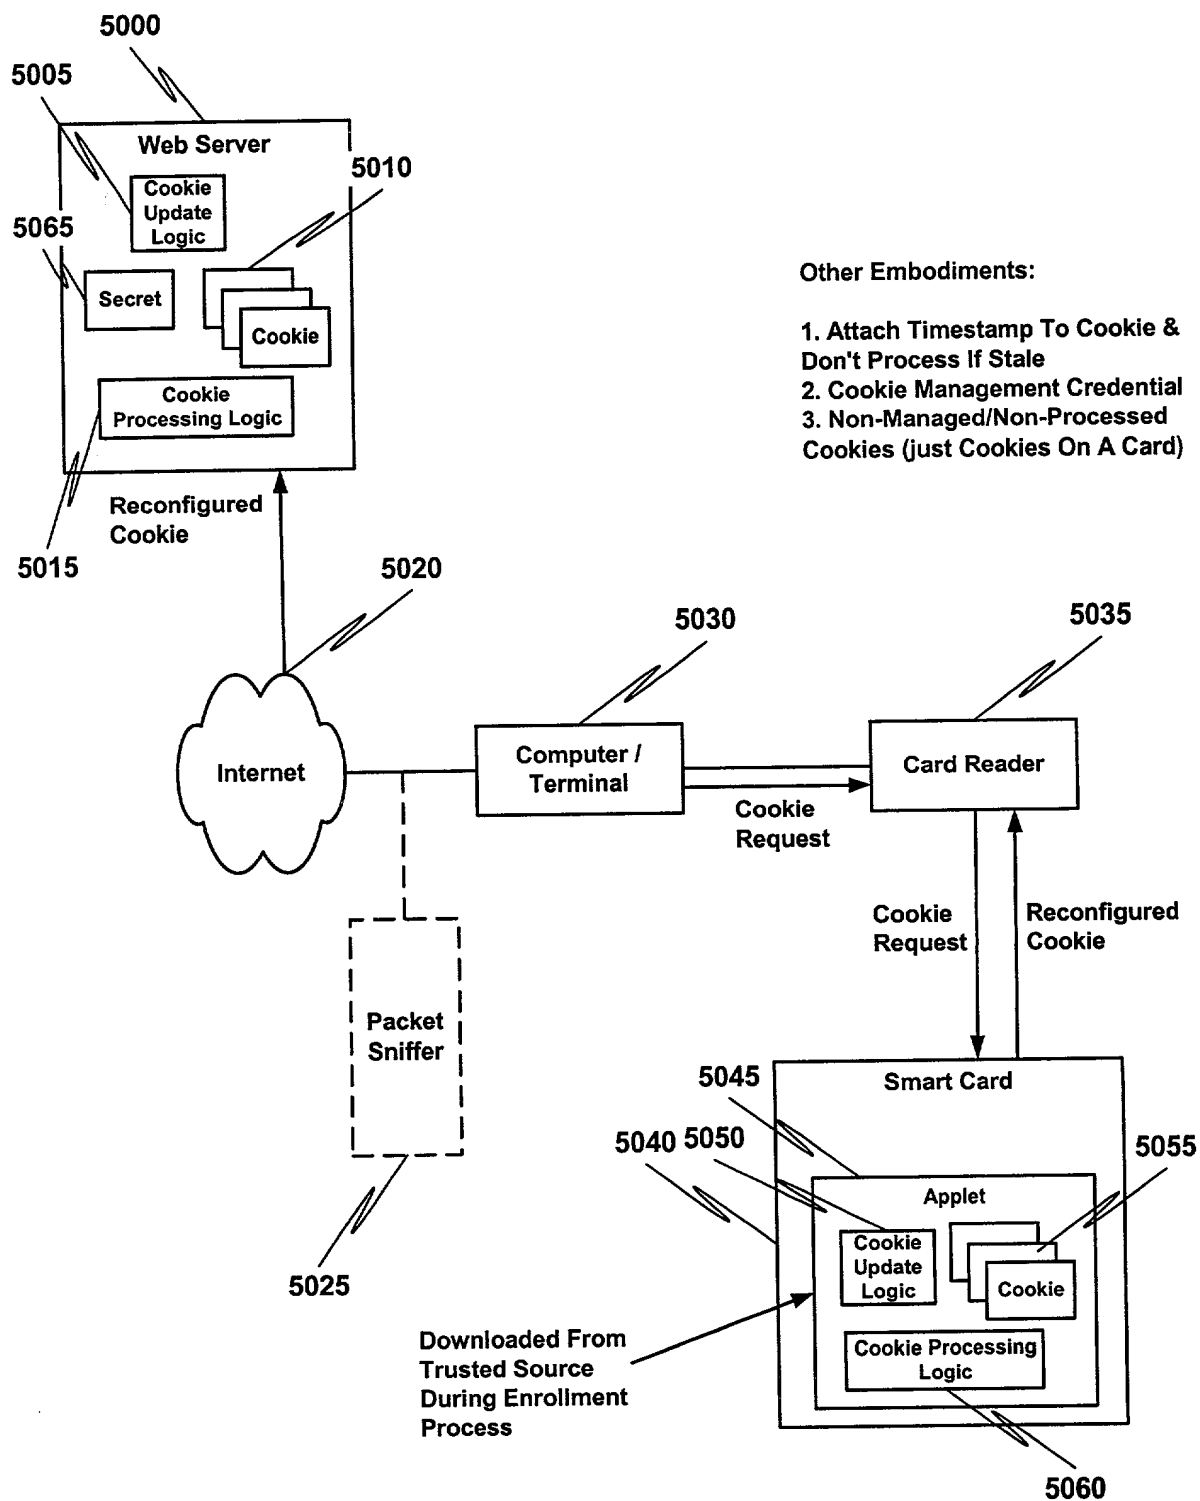 5000
5005
Web Server
5010
Cookie
Update
Logic
5065
Secret
Cookie
Cookie
Processing Logic
Other Embodiments:
1. Attach Timestamp To Cookie &
Don't Process If Stale
2. Cookie Management Credential
3. Non-Managed/Non-Processed
Cookies (just Cookies On A Card)
Reconfigured
Cookie
5015
5020
5030
5035
Internet
Computer /
Terminal
Card Reader
Cookie
Request
Cookie
Request
Reconfigured
Cookie
Packet
Sniffer
5025
Smart Card
5045
5040
5050
5055
Applet
Cookie
Update
Logic
Cookie
Cookie Processing
Logic
Downloaded From
Trusted Source
During Enrollment
Process
5060